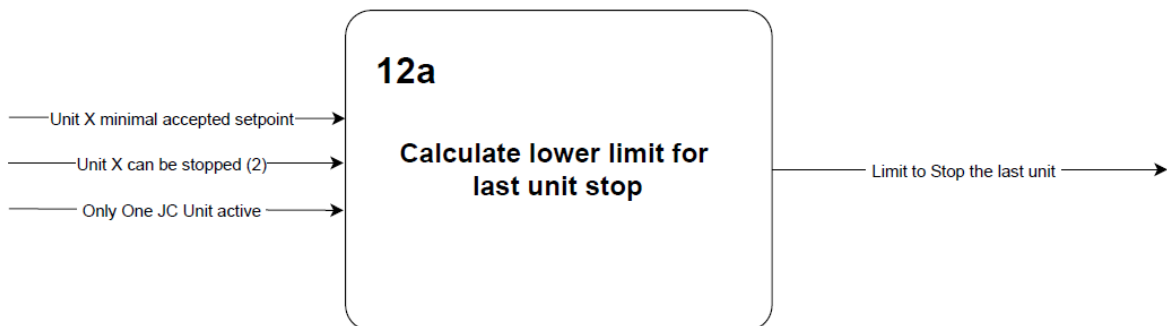 12a
Unit X minimal accepted setpoint
Unit X can be stopped (2)
Only One JC Unit active
Calculate lower limit for
last unit stop
Limit to Stop the last unit